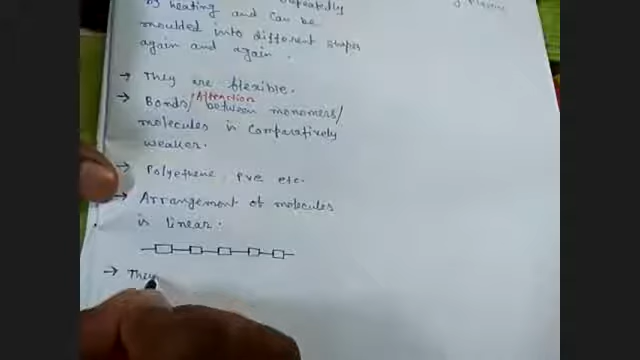 by heating and can be
moulded into different shapes
again and again.
→ They are flexible.
Attraction
→ Bonds/ between monomers/
molecules is comparatively
weaker.
→ Polythene, PVC etc.
→ Arrangement of molecules
is linear.
→ They